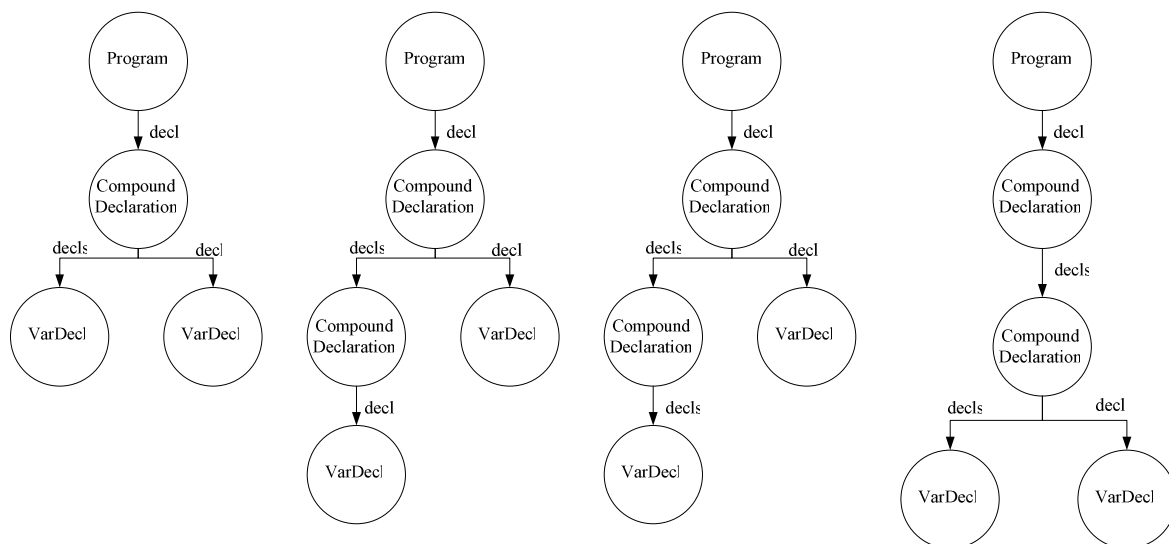 Program
decl
Compound
Declaration
decls
decl
VarDecl
VarDecl
Program
decl
Compound
Declaration
decls
decl
Compound
Declaration
VarDecl
decl
VarDecl
Program
decl
Compound
Declaration
decls
decl
Compound
Declaration
VarDecl
decls
VarDecl
Program
decl
Compound
Declaration
decls
Compound
Declaration
decls
decl
VarDecl
VarDecl